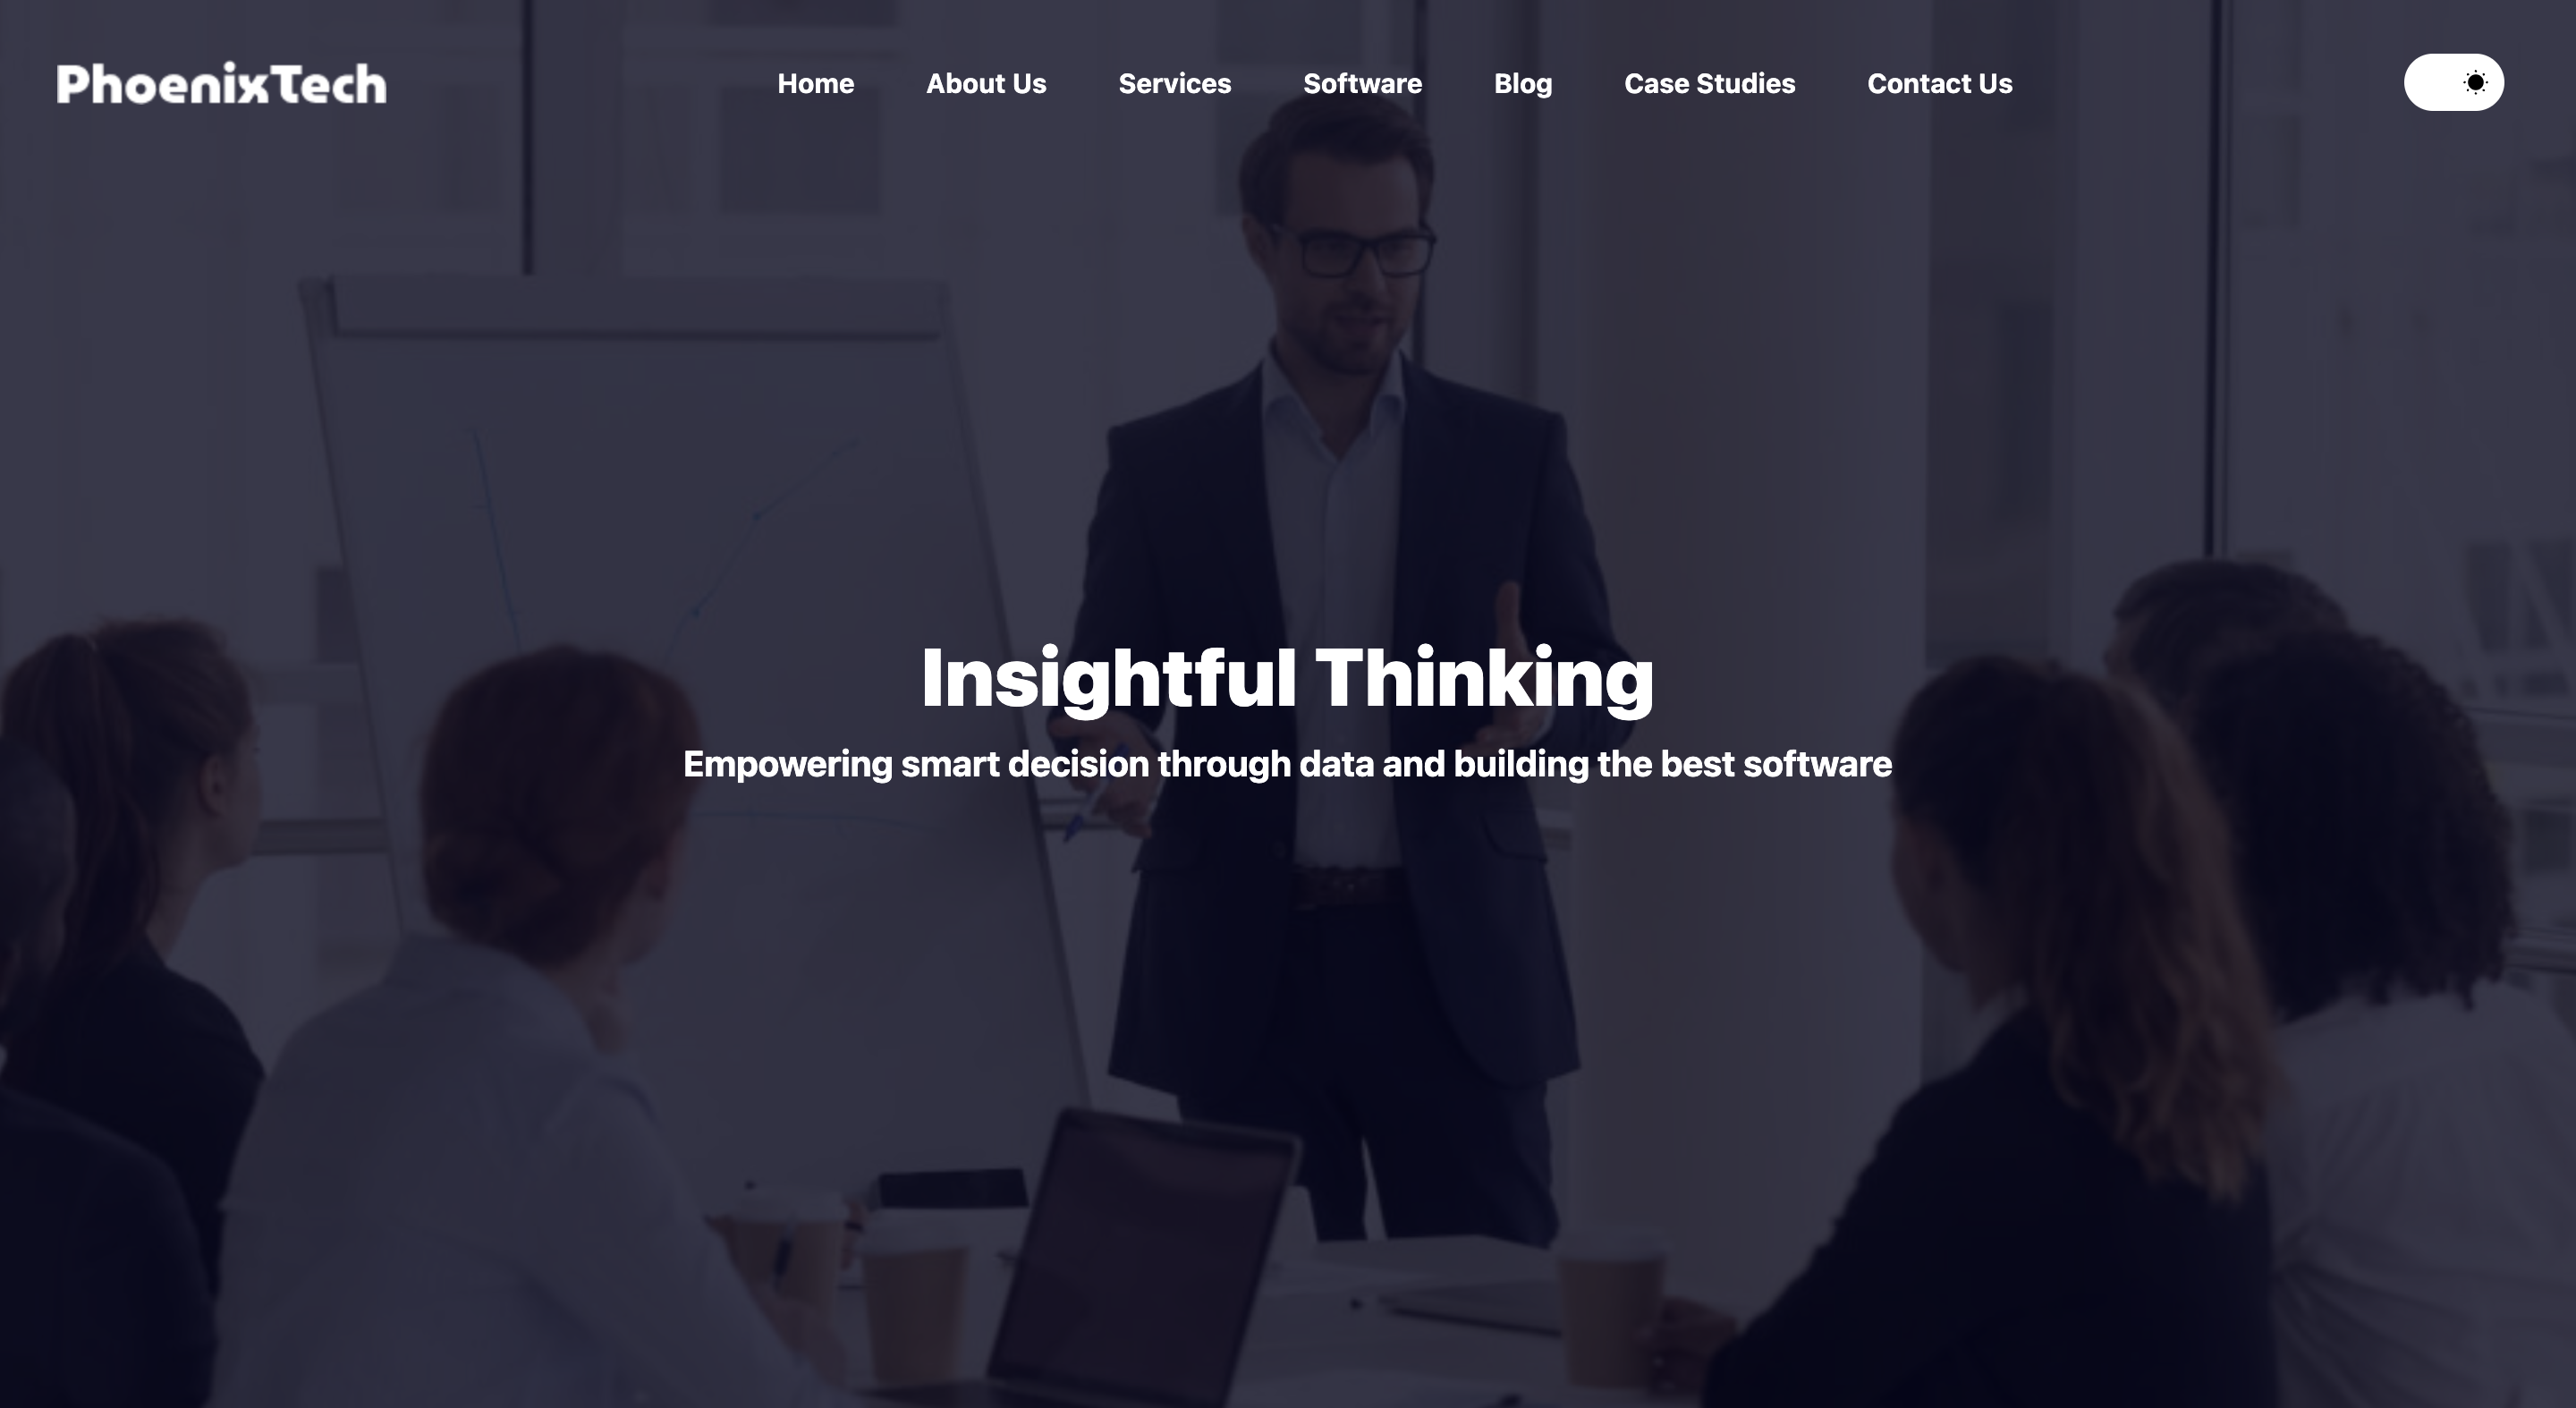 PhoenixTech
Home
About Us
Services
Software
Blog
Case Studies
Contact Us
Insightful Thinking
Empowering smart decision through data and building the best software